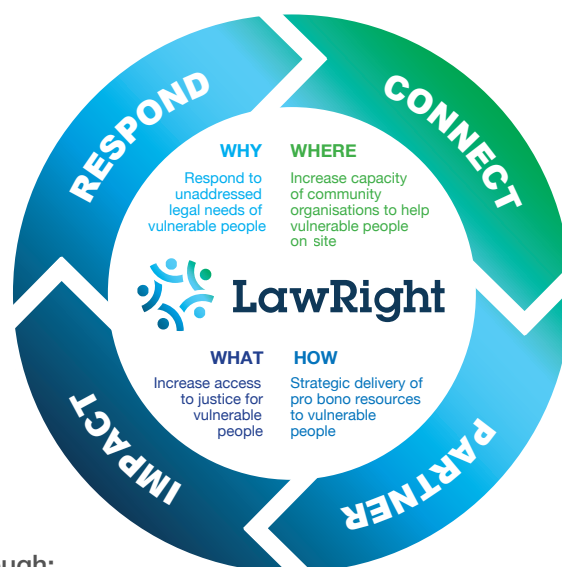 RESPOND
CONNECT
WHY
Respond to
unaddressed
legal needs of
vulnerable people
WHERE
Increase capacity
of community
organisations to help
vulnerable people
on site
LawRight
WHAT
Increase access
to justice for
vulnerable
people
HOW
Strategic delivery of
pro bono resources
to vulnerable
people
IMPACT
PARTNER